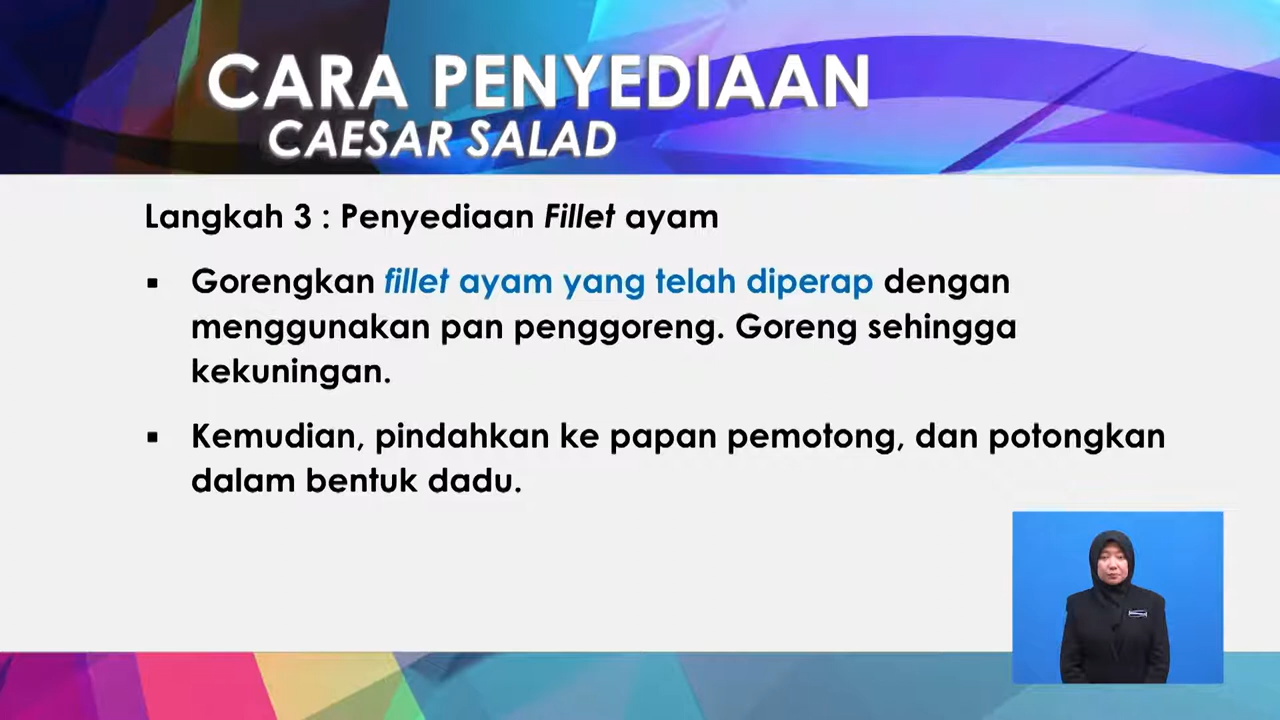 CARA PENYEDIAAN
CAESAR SALAD
Langkah 3 : Penyediaan Fillet ayam
▪ Gorengkan fillet ayam yang telah diperap dengan
menggunakan pan penggoreng. Goreng sehingga
kekuningan.
▪ Kemudian, pindahkan ke papan pemotong, dan potongkan
dalam bentuk dadu.